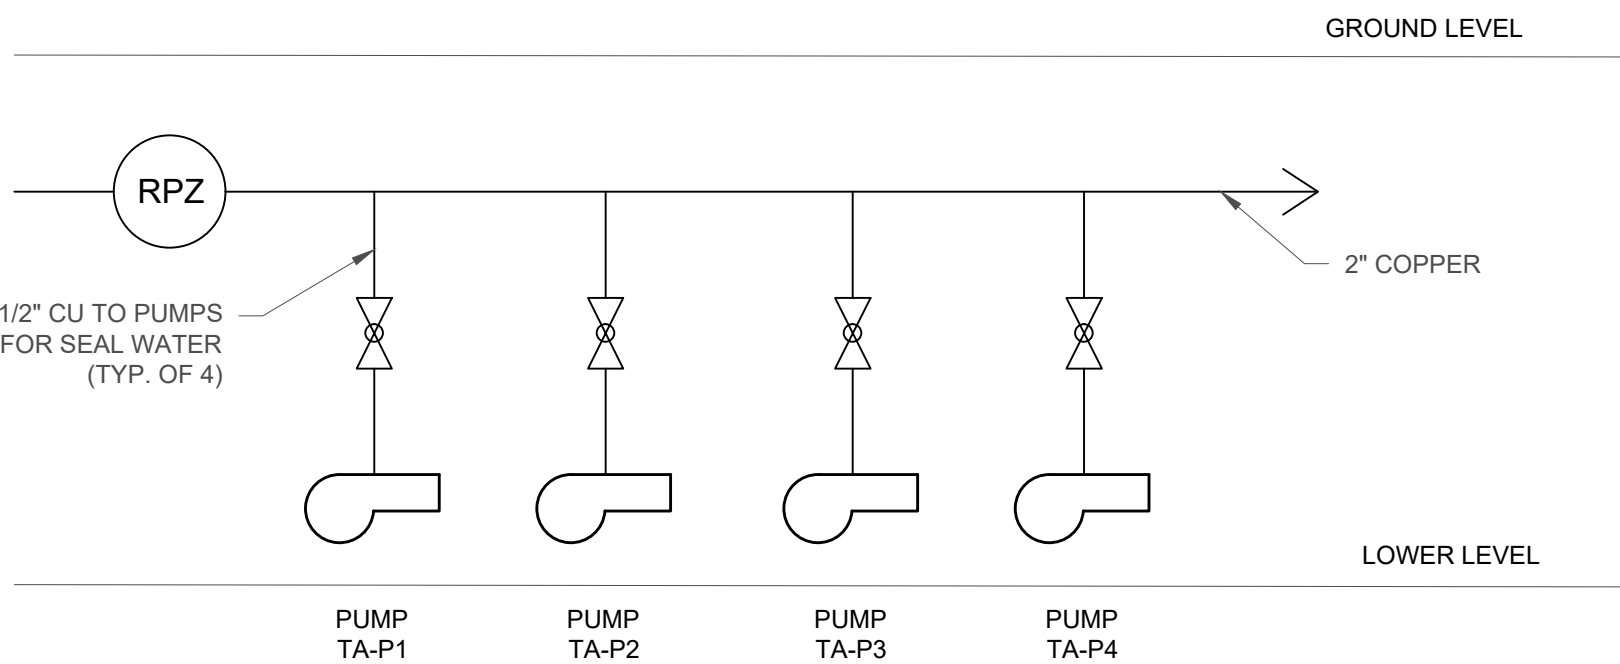 GROUND LEVEL
RPZ
2" COPPER
1/2" CU TO PUMPS
FOR SEAL WATER
(TYP. OF 4)
LOWER LEVEL
PUMP
TA-P1
PUMP
TA-P2
PUMP
TA-P3
PUMP
TA-P4